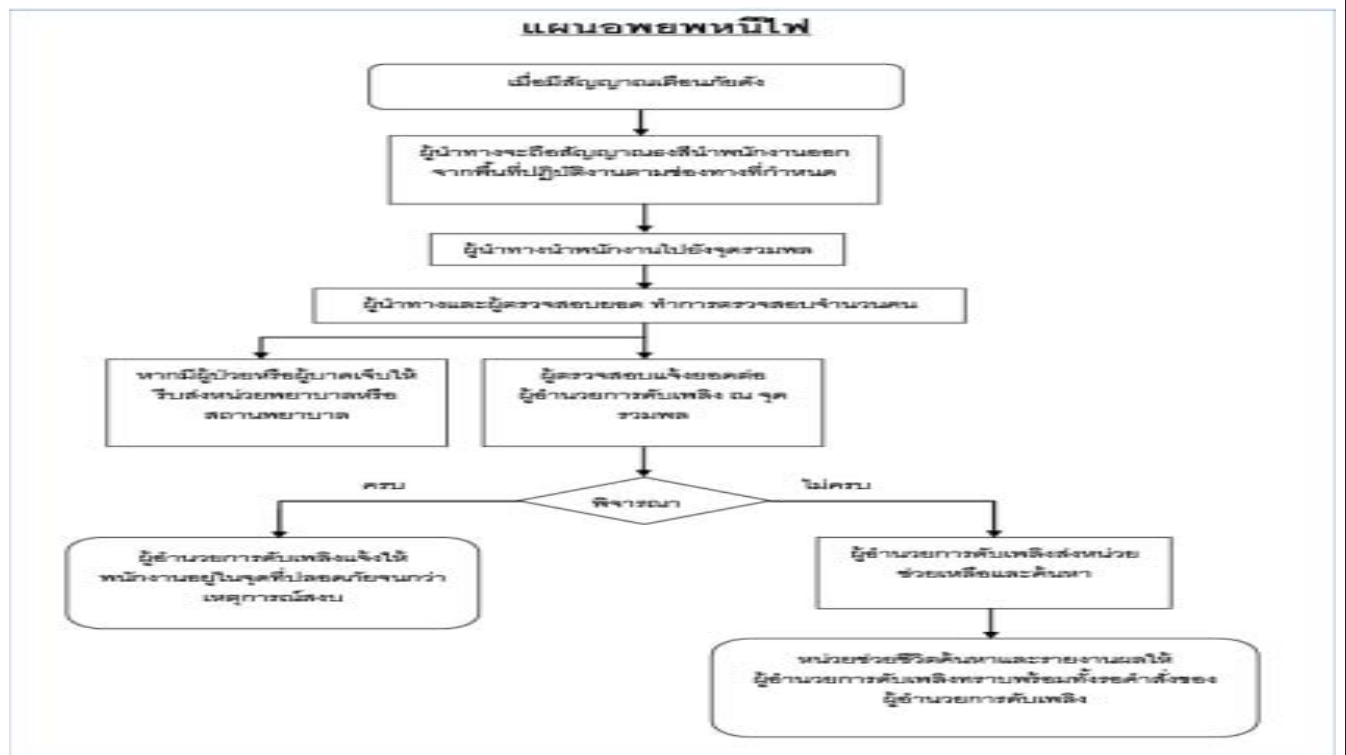 แผนอพยพหนีไฟ
เมื่อมีสัญญาณเตือนภัยดัง
ผู้นำทางจะถือสัญญาณธงสีนำพนักงานออก
จากพื้นที่ปฏิบัติงานตามช่องทางที่กำหนด
ผู้นำทางนำพนักงานไปยังจุดรวมพล
ผู้นำทางและผู้ตรวจสอบยอด ทำการตรวจสอบจำนวนคน
หากมีผู้ป่วยหรือผู้บาดเจ็บให้
รีบส่งหน่วยพยาบาลหรือ
สถานพยาบาล
ผู้ตรวจสอบแจ้งยอดต่อ
ผู้อำนวยการดับเพลิง ณ จุด
รวมพล
ครบ
พิจารณา
ไม่ครบ
ผู้อำนวยการดับเพลิงแจ้งให้
พนักงานอยู่ในจุดที่ปลอดภัยจนกว่า
เหตุการณ์สงบ
ผู้อำนวยการดับเพลิงส่งหน่วย
ช่วยเหลือและค้นหา
หน่วยช่วยชีวิตค้นหาและรายงานผลให้
ผู้อำนวยการดับเพลิงทราบพร้อมทั้งรอคำสั่งของ
ผู้อำนวยการดับเพลิง